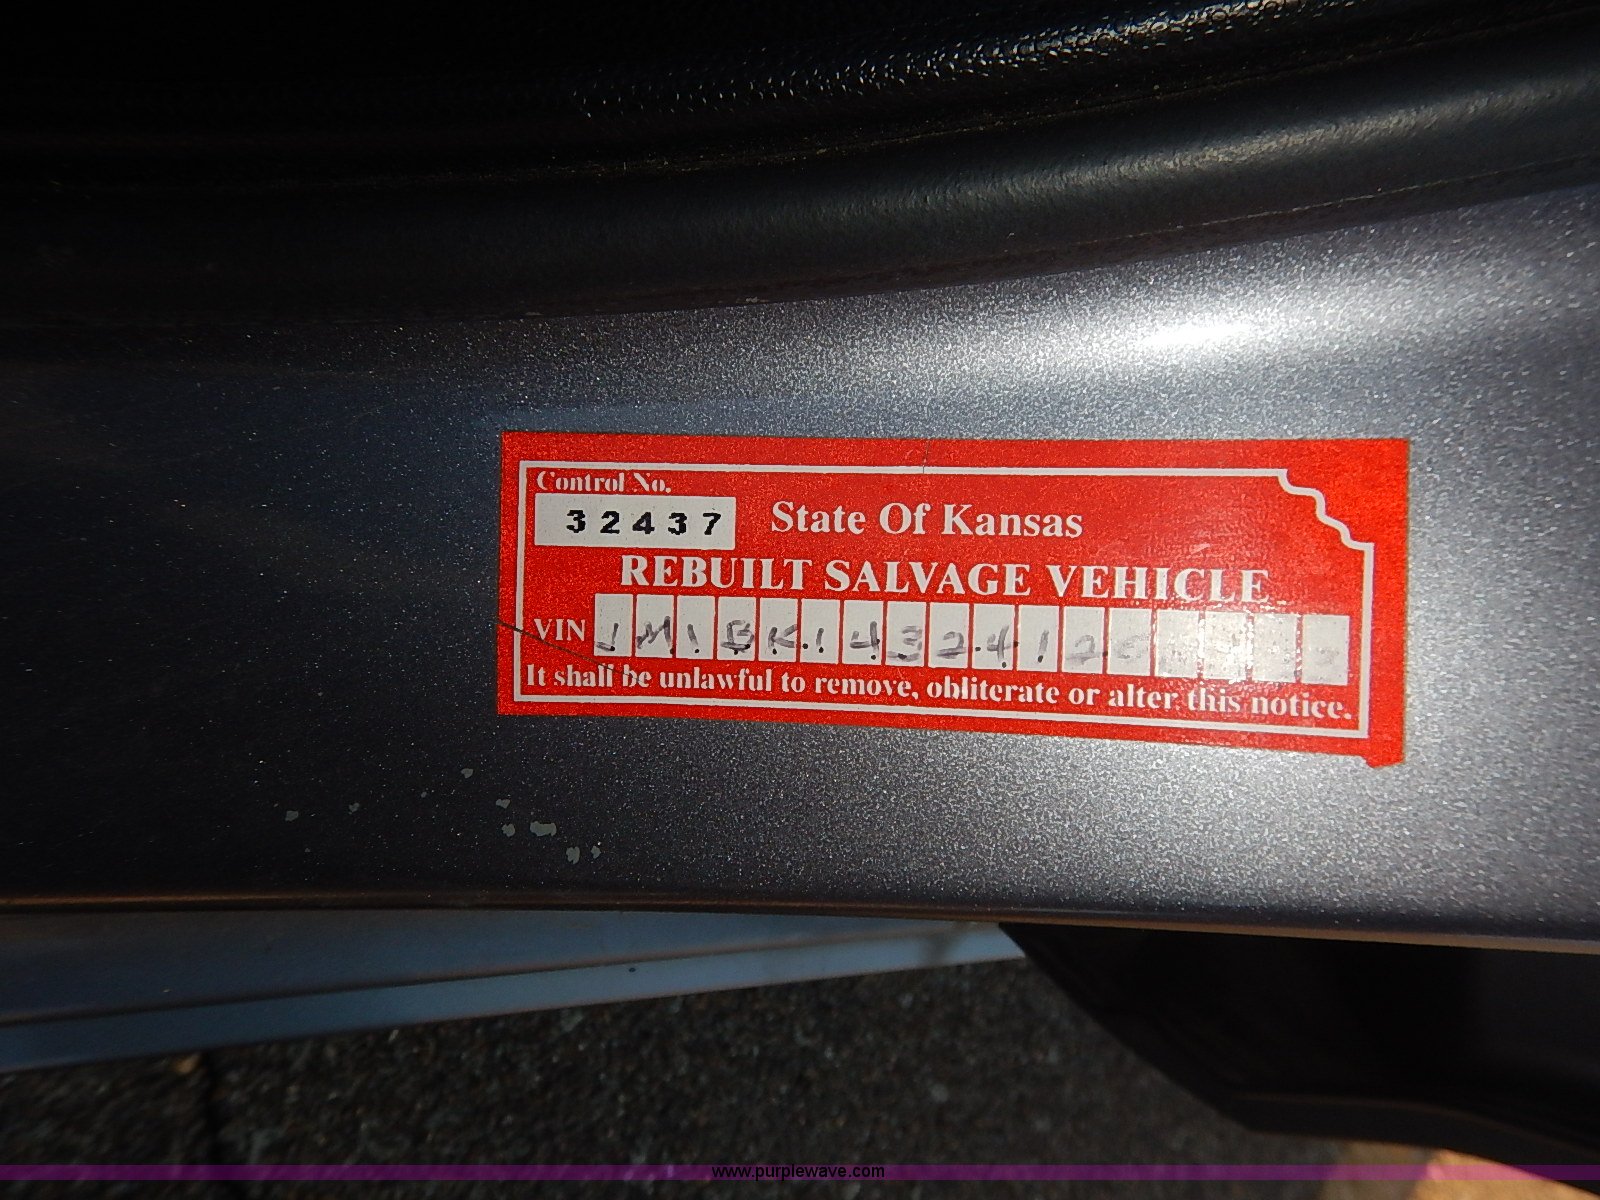 Control No.
32437
State Of Kansas
REBUILT SALVAGE VEHICLE
VIN JM1BK14324120
It shall be unlawful to remove, obliterate or alter this notice.
www.purplewave.com